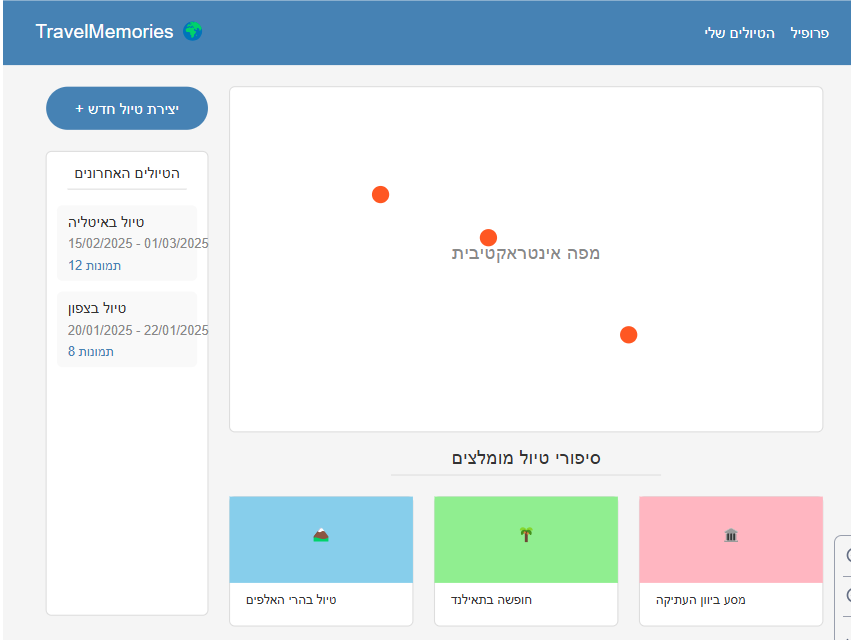 TravelMemories 🌍
פרופיל
הטיולים שלי
יצירת טיול חדש +
הטיולים האחרונים
טיול באיטליה
15/02/2025 - 01/03/2025
12 תמונות
טיול בצפון
20/01/2025 - 22/01/2025
8 תמונות
מפה אינטראקטיבית
סיפורי טיול מומלצים
טיול בהרי האלפים
חופשה בתאילנד
מסע ביוון העתיקה